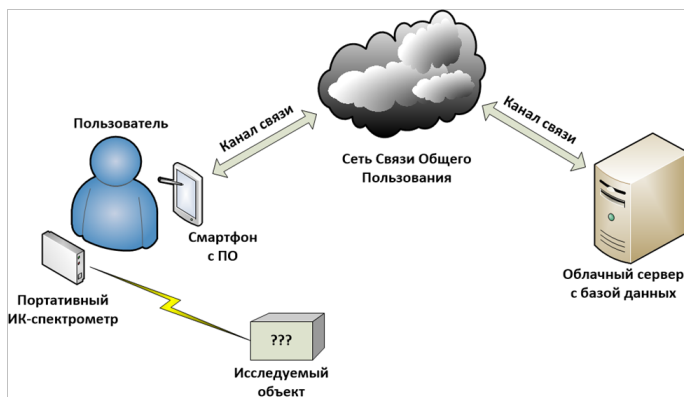 Пользователь
Канал связи
Канал связи
Сеть Связи Общего
Пользования
Смартфон
с ПО
Облачный сервер
с базой данных
Портативный
ИК-спектрометр
???
Исследуемый
объект